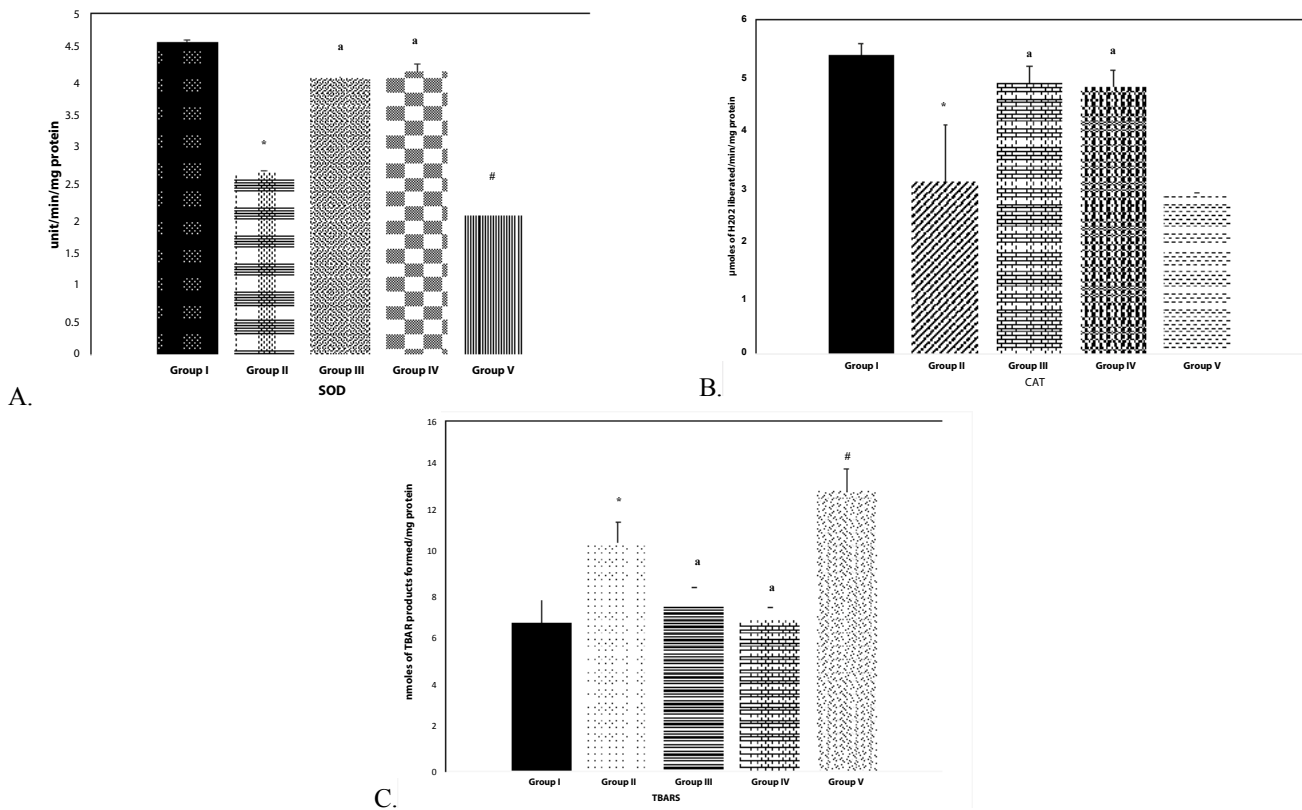 5
4.5
4
3.5
3
2.5
2
1.5
1
0.5
0
unit/min/mg protein
*
a
a
#
Group I Group II Group III Group IV Group V
SOD
A.
6
5
4
3
2
1
0
µmoles of H202 liberated/min/mg protein
*
a
a
Group I Group II Group III Group IV Group V
CAT
B.
16
14
12
10
8
6
4
2
0
nmoles of TBAR products formed/mg protein
*
a
a
#
Group I Group II Group III Group IV Group V
TBARS
C.